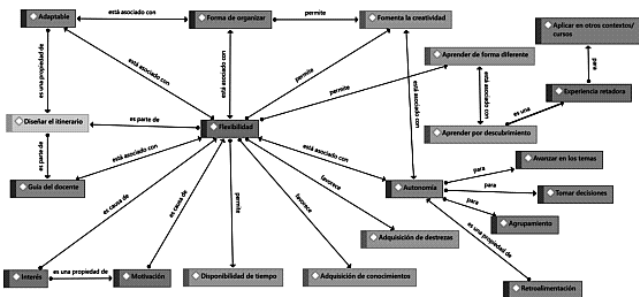 Adaptable
está asociado con
Forma de organizar
permite
Fomenta la creatividad
Aplicar en otros contextos/
cursos
es una propiedad de
está asociado con
está asociado con
permite
permite
Aprender de forma diferente
para
está asociado con
está asociado con
es una
Experiencia retadora
Diseñar el itinerario
es parte de
Flexibilidad
Aprender por descubrimiento
es parte de
está asociado con
está asociado con
para
Avanzar en los temas
Guía del docente
Autonomía
para
Tomar decisiones
es causa de
es causa de
permite
favorece
favorece
para
Agrupamiento
es una propiedad de
Adquisición de destrezas
Interés
es una propiedad de
Motivación
Disponibilidad de tiempo
Adquisición de conocimientos
Retroalimentación